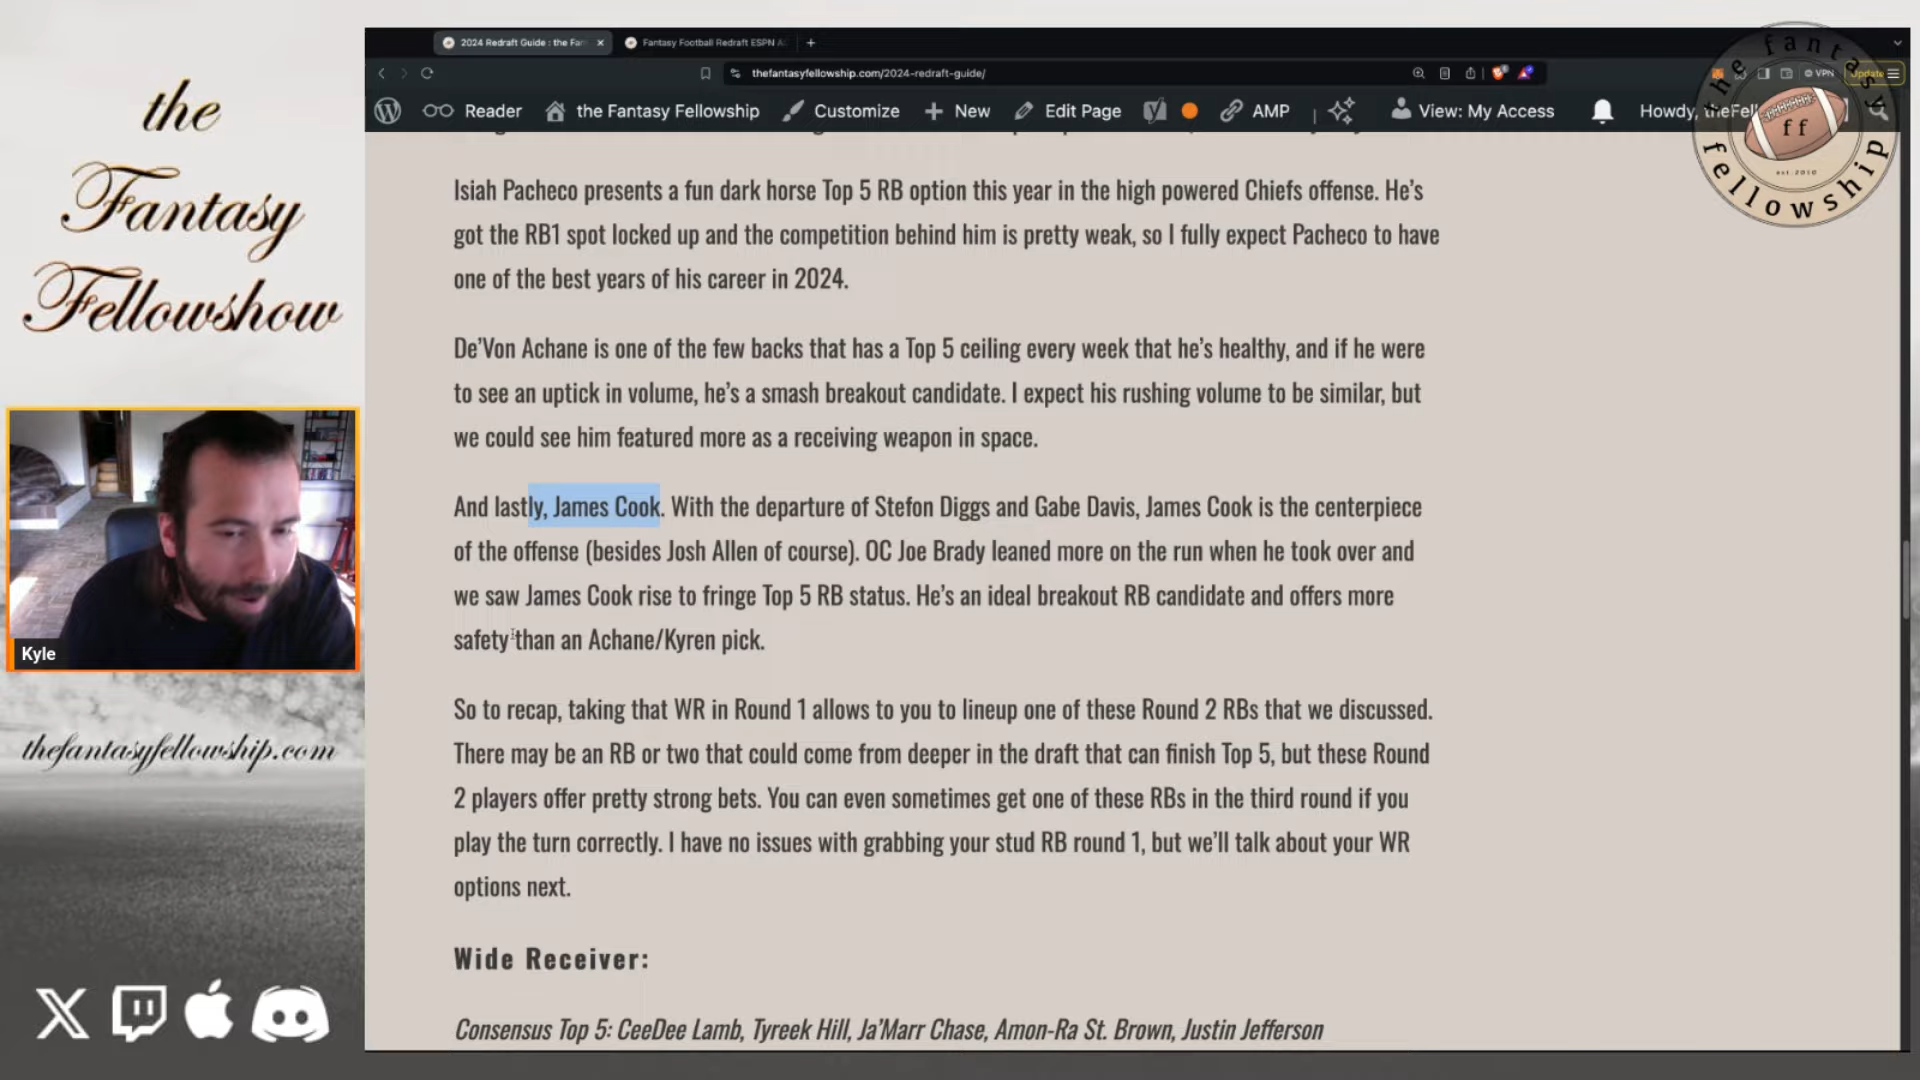 the
Fantasy
Fellowshow
Kyle
thefantasyfellowship.com
2024 Redraft Guide : the Fan
Fantasy Football Redraft ESPN A
thefantasyfellowship.com/2024-redraft-guide/
VPN
Update
Reader
the Fantasy Fellowship
Customize
New
Edit Page
AMP
View: My Access
Howdy, theFel
the fantasy fellowship
ff
est. 2010
Isiah Pacheco presents a fun dark horse Top 5 RB option this year in the high powered Chiefs offense. He's
got the RB1 spot locked up and the competition behind him is pretty weak, so I fully expect Pacheco to have
one of the best years of his career in 2024.
De'Von Achane is one of the few backs that has a Top 5 ceiling every week that he's healthy, and if he were
to see an uptick in volume, he's a smash breakout candidate. I expect his rushing volume to be similar, but
we could see him featured more as a receiving weapon in space.
And lastly, James Cook. With the departure of Stefon Diggs and Gabe Davis, James Cook is the centerpiece
of the offense (besides Josh Allen of course). OC Joe Brady leaned more on the run when he took over and
we saw James Cook rise to fringe Top 5 RB status. He's an ideal breakout RB candidate and offers more
safety than an Achane/Kyren pick.
So to recap, taking that WR in Round 1 allows to you to lineup one of these Round 2 RBs that we discussed.
There may be an RB or two that could come from deeper in the draft that can finish Top 5, but these Round
2 players offer pretty strong bets. You can even sometimes get one of these RBs in the third round if you
play the turn correctly. I have no issues with grabbing your stud RB round 1, but we'll talk about your WR
options next.
Wide Receiver:
Consensus Top 5: CeeDee Lamb, Tyreek Hill, Ja'Marr Chase, Amon-Ra St. Brown, Justin Jefferson